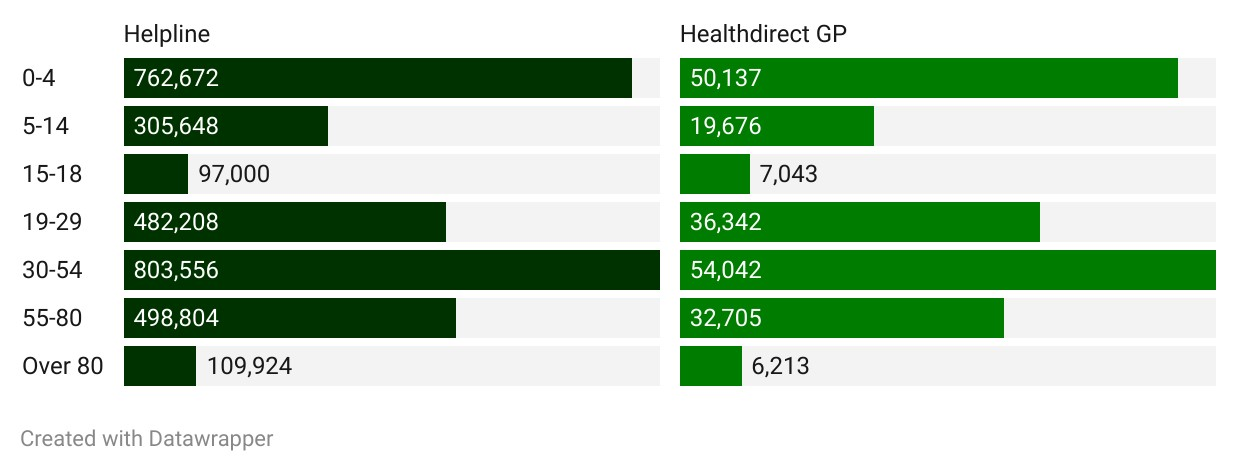 Helpline Healthdirect GP
0-4 762,672 50,137
5-14 305,648 19,676
15-18 97,000 7,043
19-29 482,208 36,342
30-54 803,556 54,042
55-80 498,804 32,705
Over 80 109,924 6,213
Created with Datawrapper